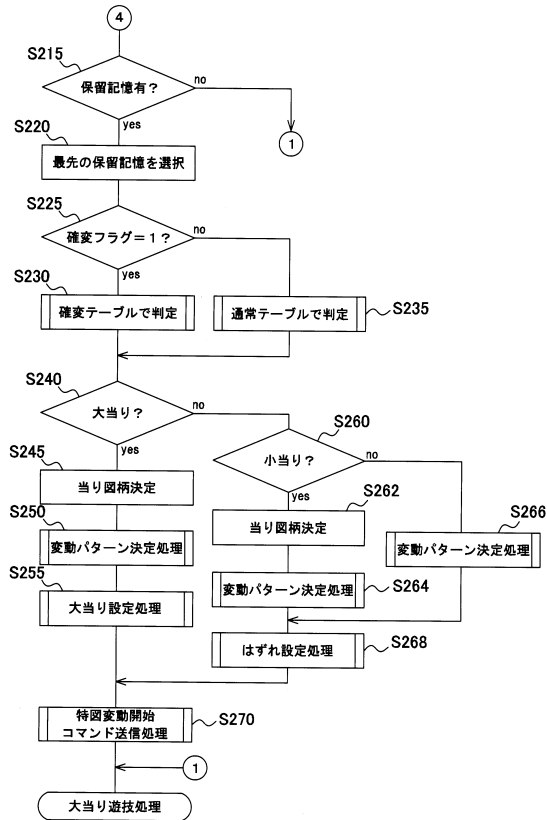 4
S215
保留記憶有?
no
yes
1
S220
最先の保留記憶を選択
S225
確変フラグ=1?
no
yes
S230
確変テーブルで判定
通常テーブルで判定
S235
S240
大当り?
no
yes
S260
小当り?
no
yes
S245
当り図柄決定
S262
当り図柄決定
S250
変動パターン決定処理
S266
変動パターン決定処理
S255
大当り設定処理
変動パターン決定処理
S264
はずれ設定処理
S268
特図変動開始
コマンド送信処理
S270
1
大当り遊技処理